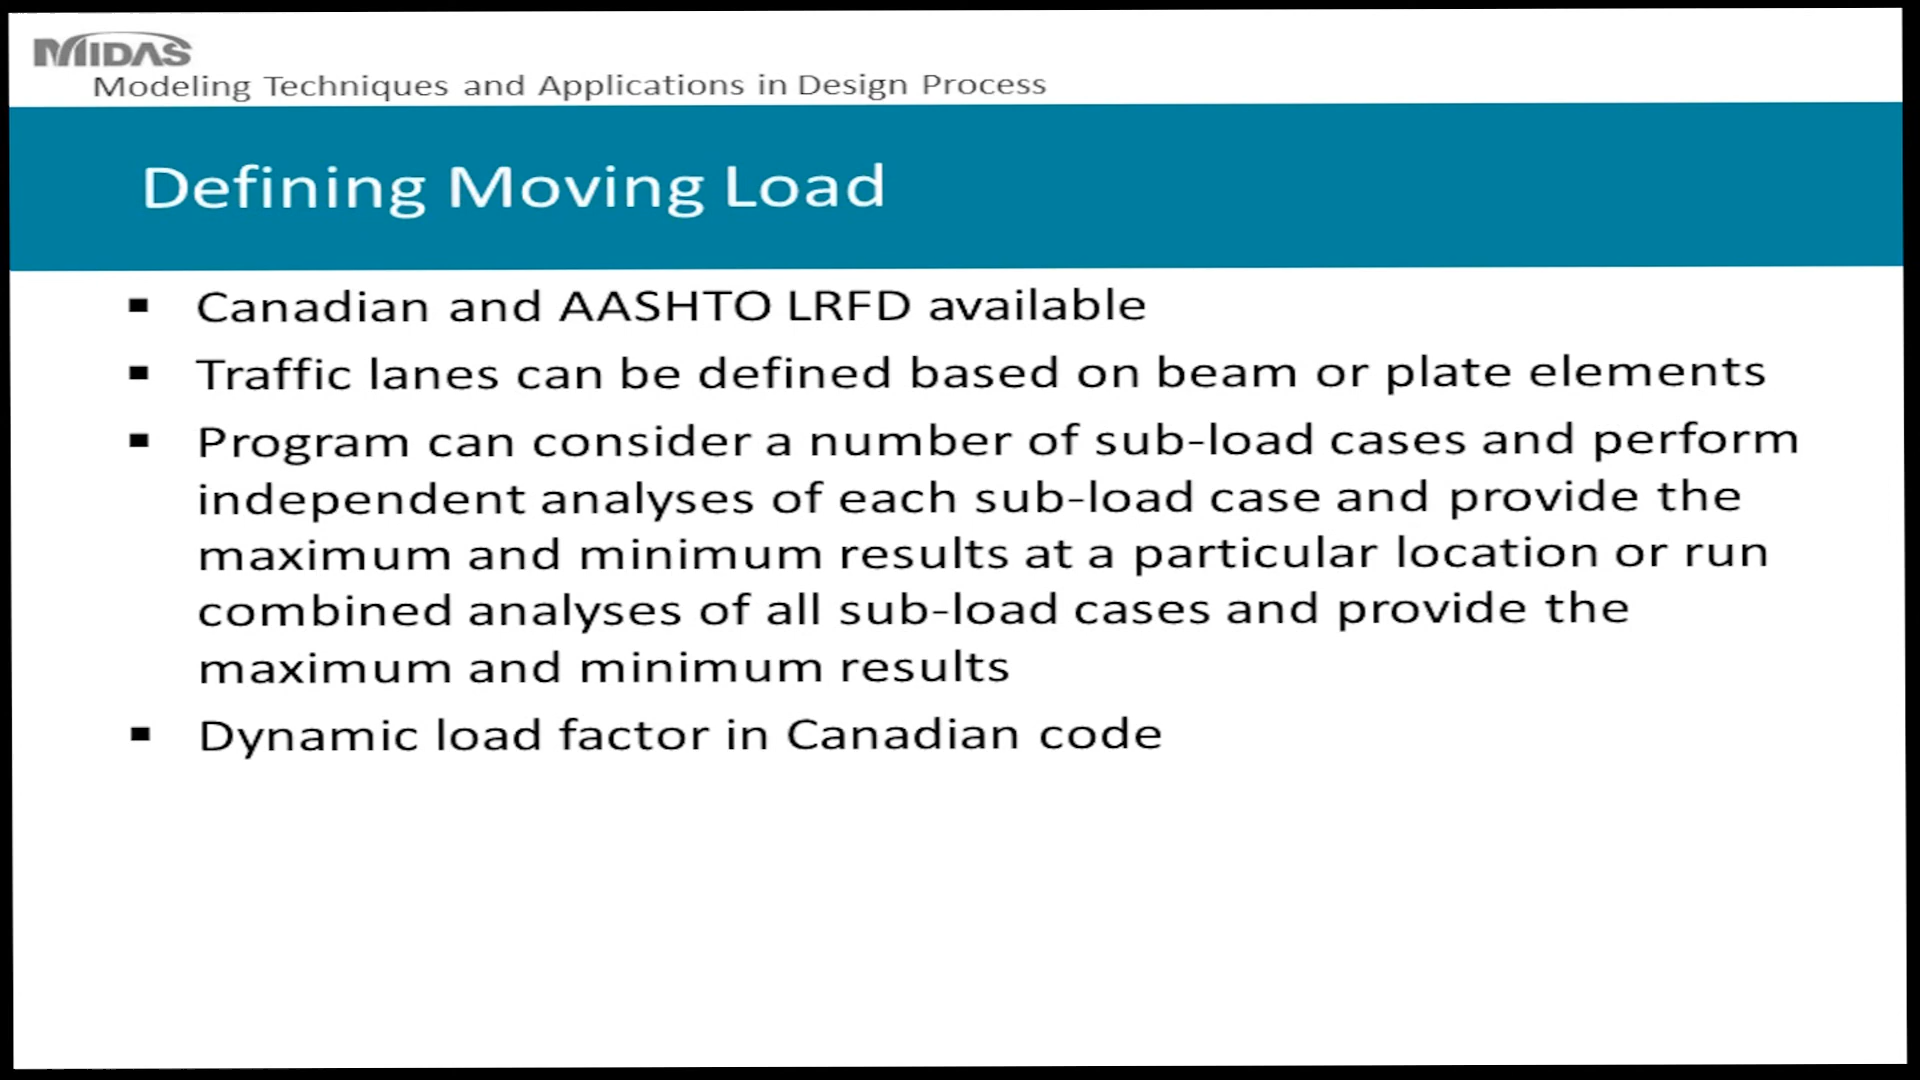 MIDAS
Modeling Techniques and Applications in Design Process
Defining Moving Load
▪ Canadian and AASHTO LRFD available
▪ Traffic lanes can be defined based on beam or plate elements
▪ Program can consider a number of sub-load cases and perform
independent analyses of each sub-load case and provide the
maximum and minimum results at a particular location or run
combined analyses of all sub-load cases and provide the
maximum and minimum results
▪ Dynamic load factor in Canadian code